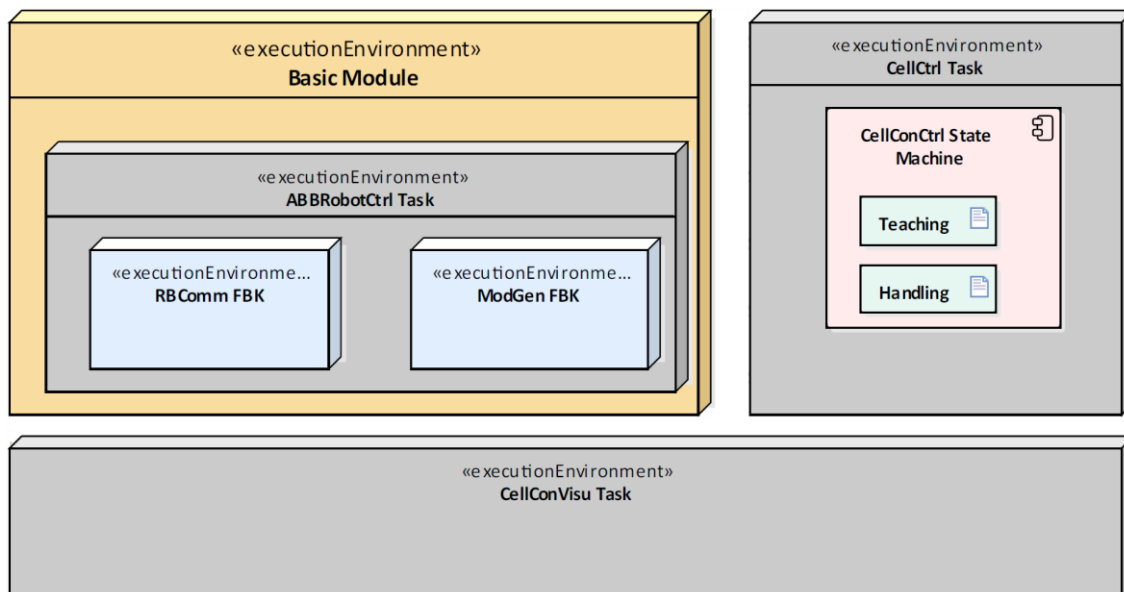 «executionEnvironment»
Basic Module
«executionEnvironment»
ABBRobotCtrl Task
«executionEnvironme...
RBComm FBK
«executionEnvironme...
ModGen FBK
«executionEnvironment»
CellCtrl Task
CellConCtrl State
Machine
Teaching
Handling
«executionEnvironment»
CellConVisu Task